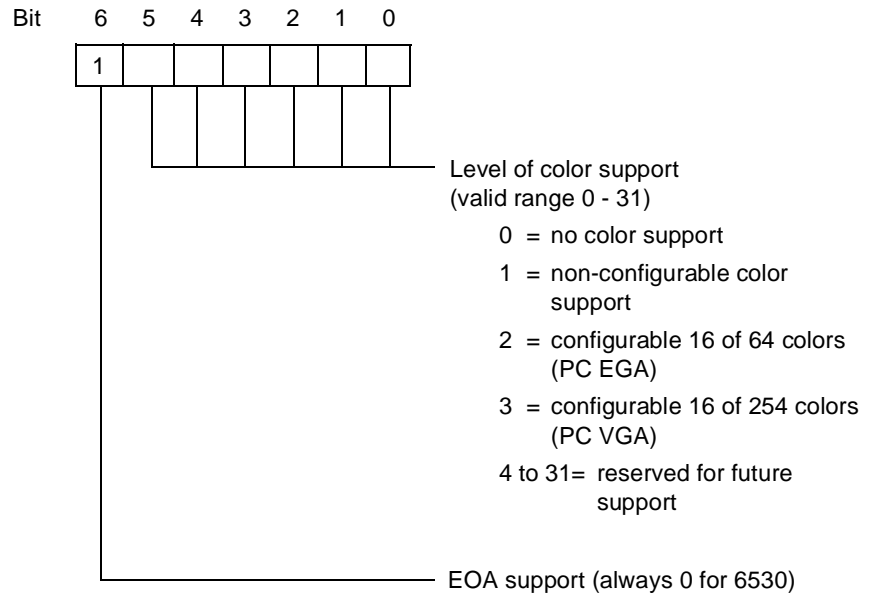 Bit 6 5 4 3 2 1 0
1
Level of color support
(valid range 0 - 31)
0 = no color support
1 = non-configurable color
support
2 = configurable 16 of 64 colors
(PC EGA)
3 = configurable 16 of 254 colors
(PC VGA)
4 to 31= reserved for future
support
EOA support (always 0 for 6530)